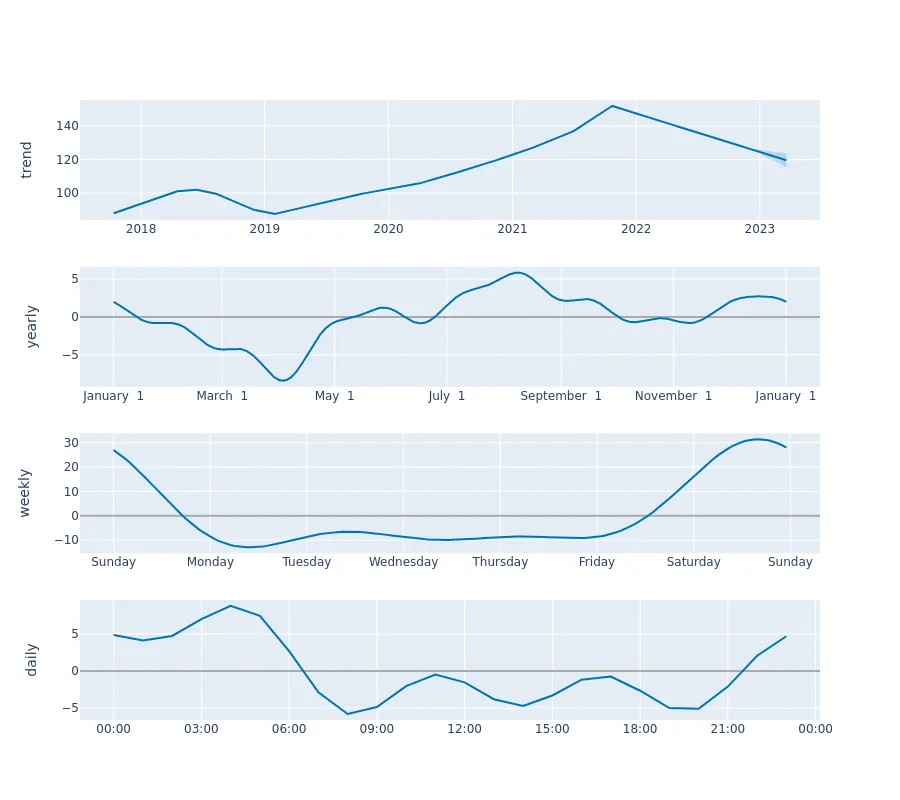 trend
140
120
100
2018 2019 2020 2021 2022 2023
yearly
5
0
−5
January 1 March 1 May 1 July 1 September 1 November 1 January 1
weekly
30
20
10
0
−10
Sunday Monday Tuesday Wednesday Thursday Friday Saturday Sunday
daily
5
0
−5
00:00 03:00 06:00 09:00 12:00 15:00 18:00 21:00 00:00